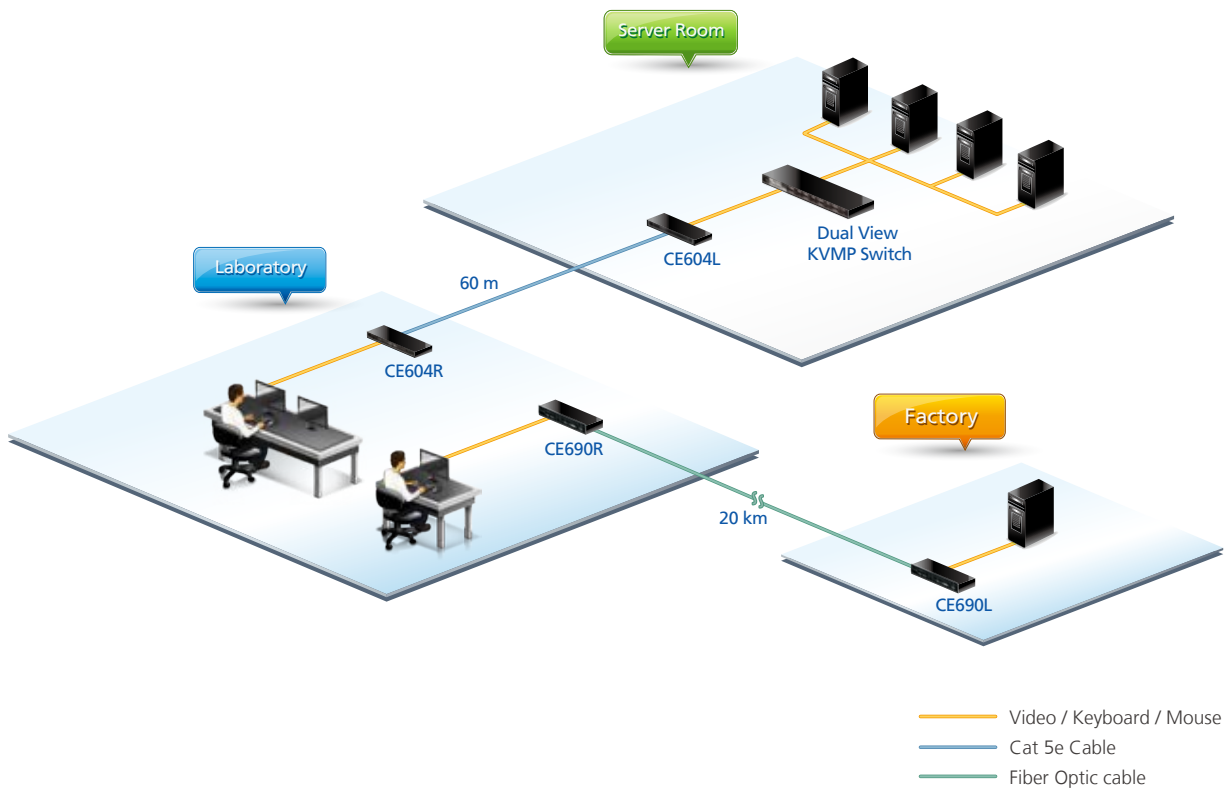 Server Room
Dual View
KVMP Switch
CE604L
Laboratory
60 m
CE604R
Factory
CE690R
20 km
CE690L
Video / Keyboard / Mouse
Cat 5e Cable
Fiber Optic cable